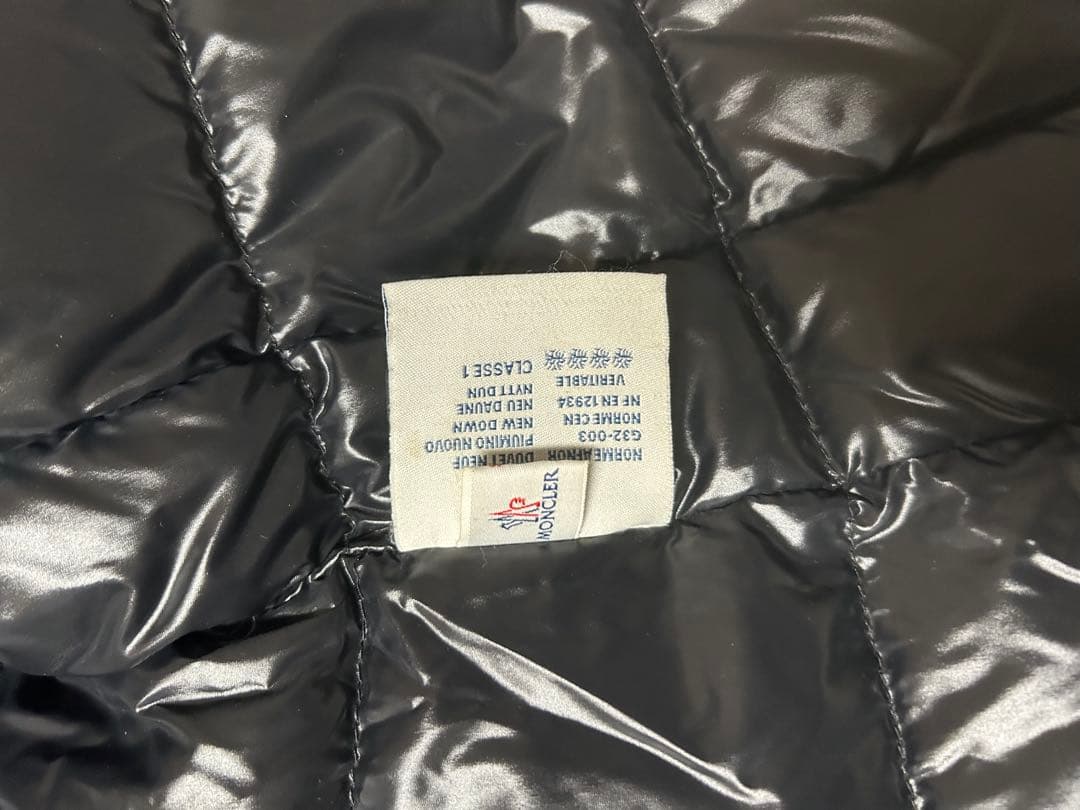 MONCLER
NORME AFNOR DUVET NEUF
G32-003 PIUMINO NUOVO
NORME CEN NEW DOWN
NF EN 12934 NEU DAUNE
VERITABLE NYTT DUN
CLASSE 1